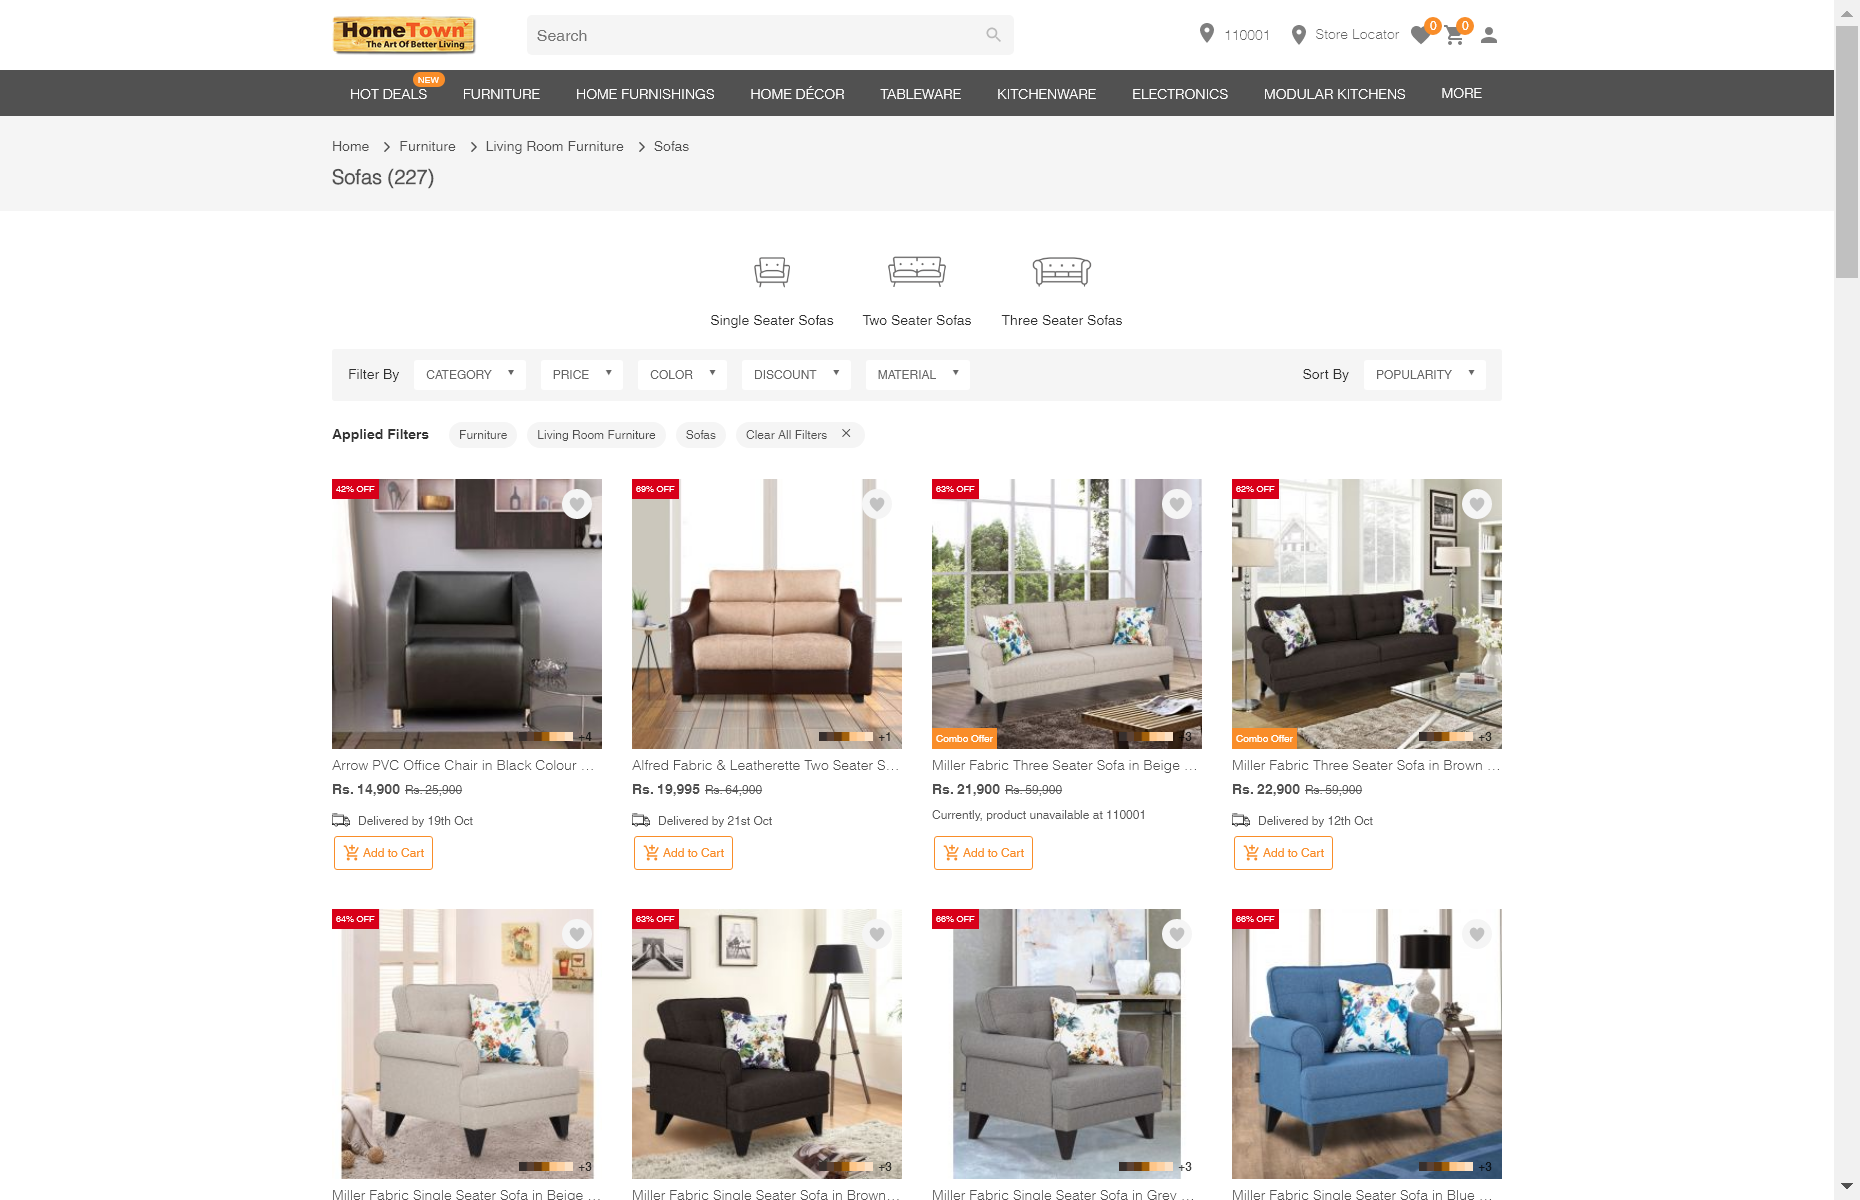 HomeTown
The Art Of Better Living
Search
110001
Store Locator
0
0
NEW
HOT DEALS
FURNITURE
HOME FURNISHINGS
HOME DÉCOR
TABLEWARE
KITCHENWARE
ELECTRONICS
MODULAR KITCHENS
MORE
Home > Furniture > Living Room Furniture > Sofas
Sofas (227)
Single Seater Sofas
Two Seater Sofas
Three Seater Sofas
Filter By
CATEGORY
PRICE
COLOR
DISCOUNT
MATERIAL
Sort By
POPULARITY
Applied Filters
Furniture
Living Room Furniture
Sofas
Clear All Filters ×
42% OFF
+4
Arrow PVC Office Chair in Black Colour ...
Rs. 14,900 Rs. 25,900
Delivered by 19th Oct
Add to Cart
69% OFF
+1
Alfred Fabric & Leatherette Two Seater S...
Rs. 19,995 Rs. 64,900
Delivered by 21st Oct
Add to Cart
63% OFF
Combo Offer
+3
Miller Fabric Three Seater Sofa in Beige ...
Rs. 21,900 Rs. 59,900
Currently, product unavailable at 110001
Add to Cart
62% OFF
Combo Offer
+3
Miller Fabric Three Seater Sofa in Brown ...
Rs. 22,900 Rs. 59,900
Delivered by 12th Oct
Add to Cart
64% OFF
+3
Miller Fabric Single Seater Sofa in Beige ...
63% OFF
+3
Miller Fabric Single Seater Sofa in Brown...
66% OFF
+3
Miller Fabric Single Seater Sofa in Grey ...
66% OFF
+3
Miller Fabric Single Seater Sofa in Blue ...